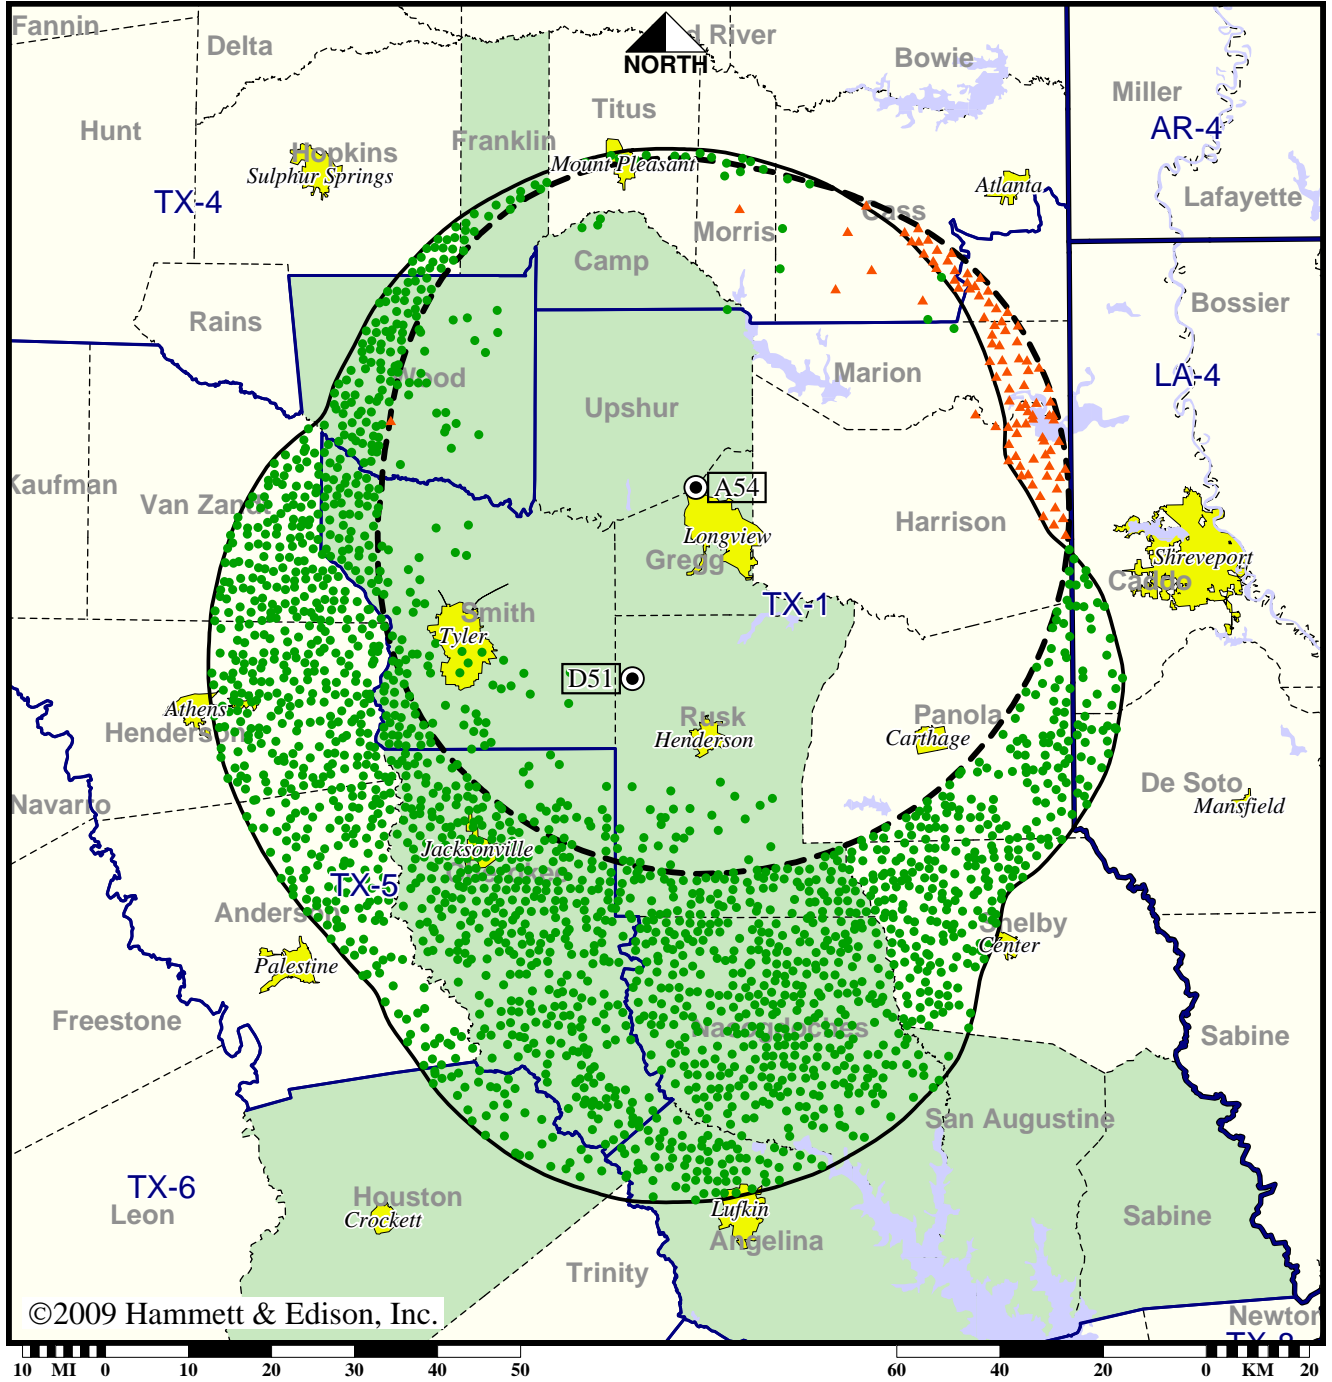 Fannin
Delta
d River
Bowie
NORTH
Miller
AR-4
Hunt
Hopkins
Sulphur Springs
Franklin
Titus
Mount Pleasant
Atlanta
Lafayette
TX-4
Cass
Morris
Camp
Rains
Bossier
Wood
Upshur
Marion
LA-4
Kaufman
Van Zandt
A54
Longview
Harrison
Gregg
Shreveport
Caddo
Smith
Tyler
TX-1
D51
Athens
Henderson
Rusk
Henderson
Panola
Carthage
Navarro
De Soto
Mansfield
Jacksonville
Cherokee
TX-5
Anderson
Shelby
Center
Palestine
Freestone
Nacogdoches
Sabine
San Augustine
TX-6
Leon
Houston
Crockett
Lufkin
Angelina
Sabine
Trinity
©2009 Hammett & Edison, Inc.
Newton
TX-8
10 MI 0 10 20 30 40 50
60 40 20 0 KM 20